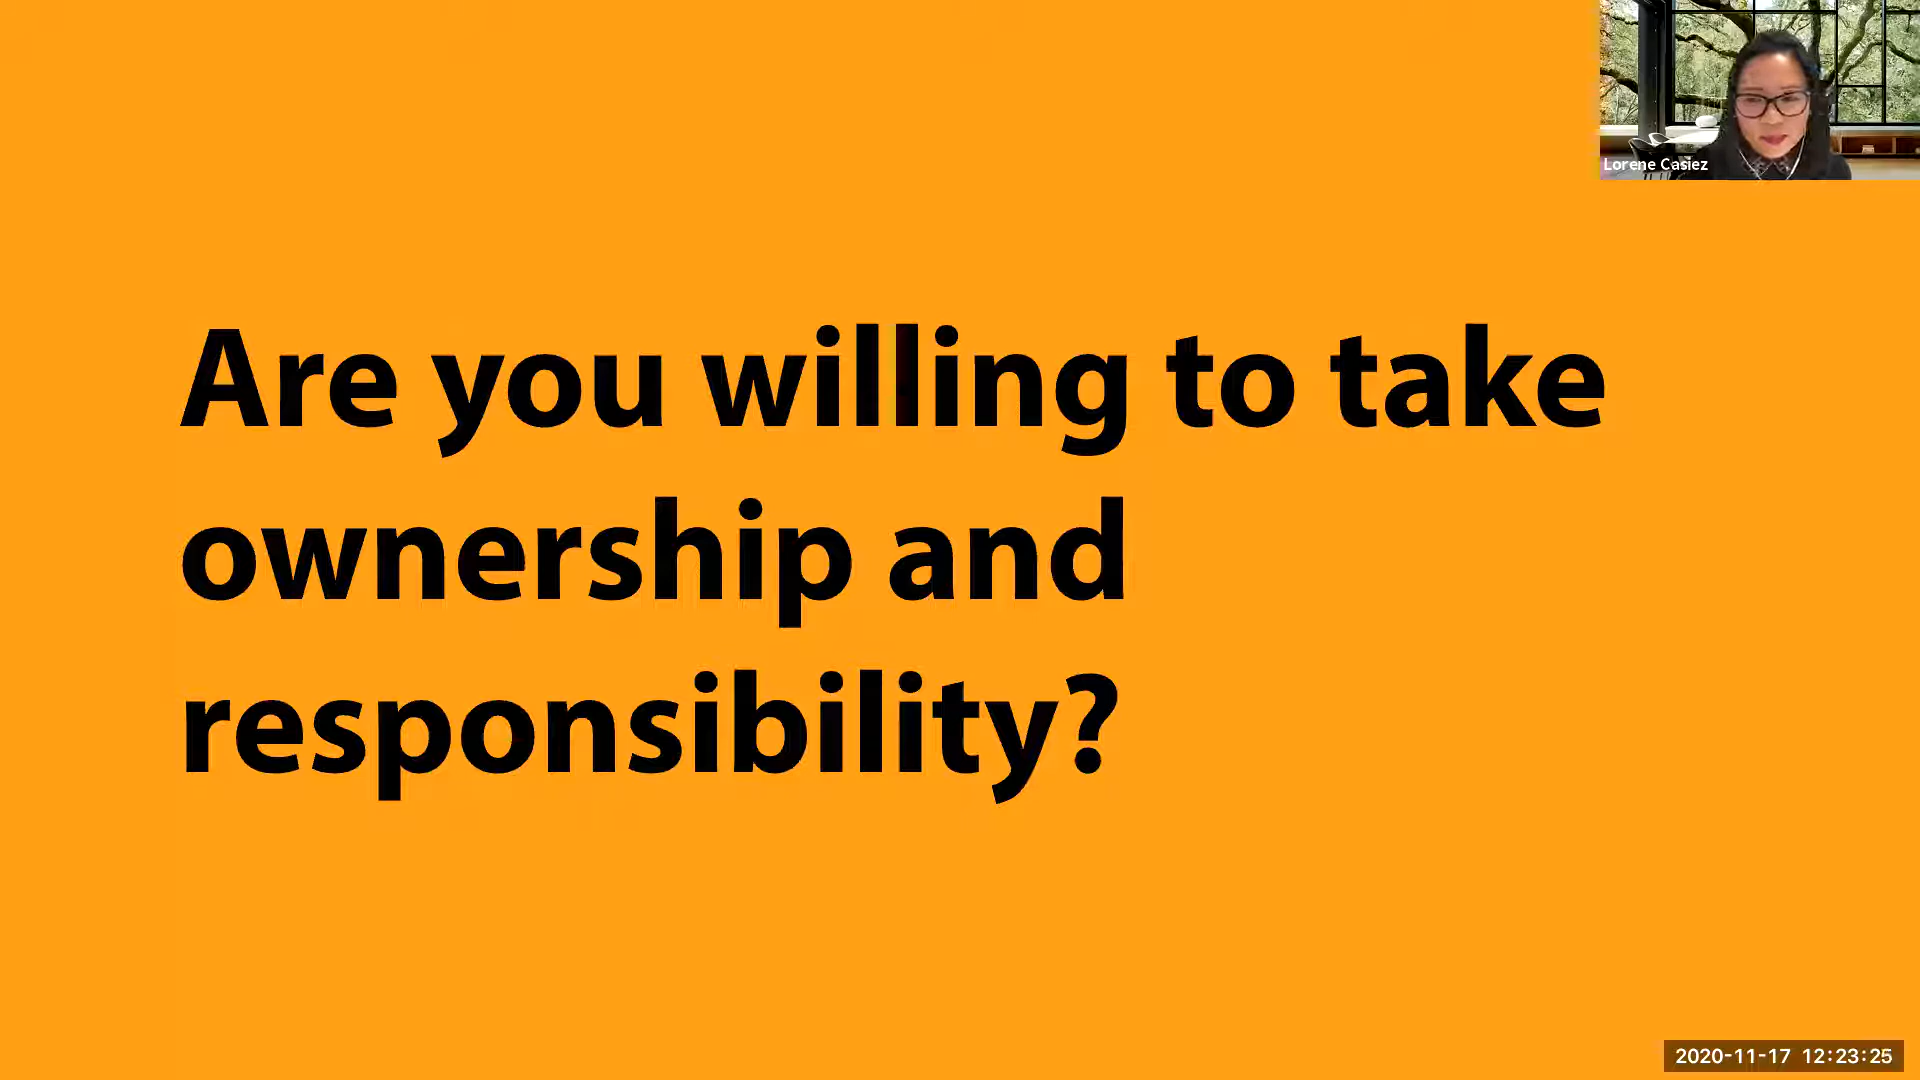 Lorene Casiez
Are you willing to take
ownership and
responsibility?
2020-11-17 12:23:25